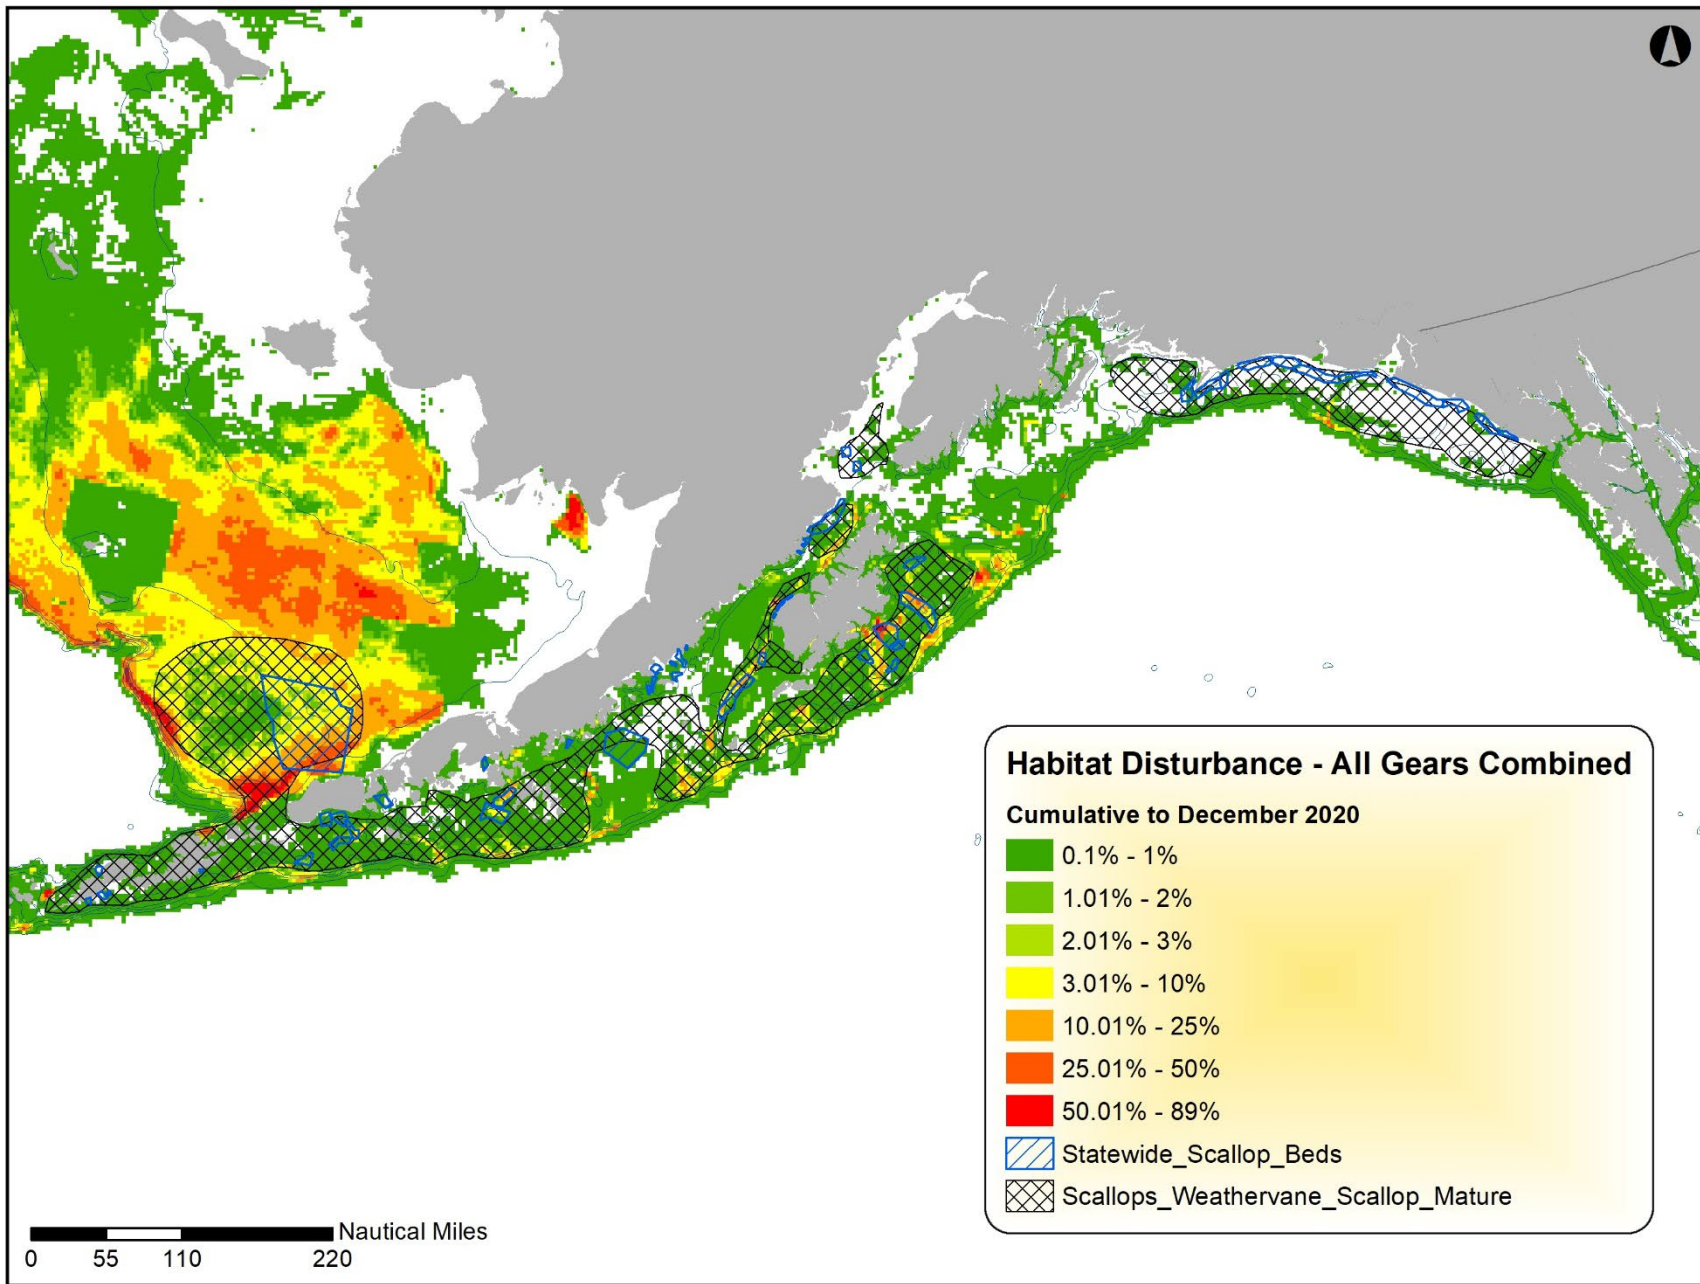 Habitat Disturbance - All Gears Combined
Cumulative to December 2020
0.1% - 1%
1.01% - 2%
2.01% - 3%
3.01% - 10%
10.01% - 25%
25.01% - 50%
50.01% - 89%
Statewide_Scallop_Beds
Scallops_Weathervane_Scallop_Mature
Nautical Miles
0 55 110 220